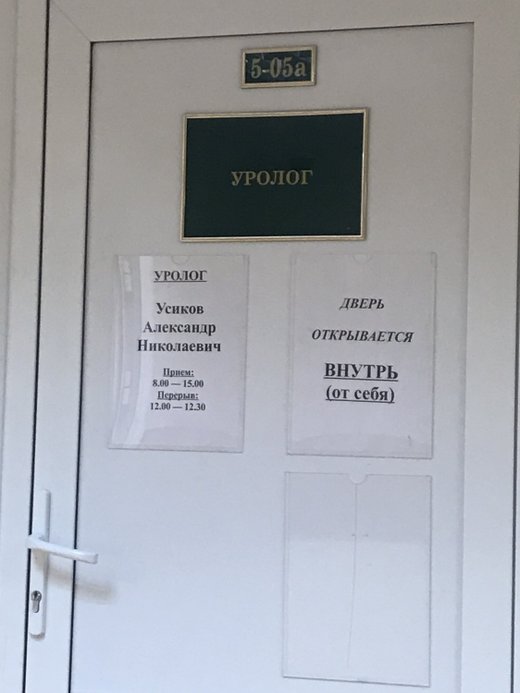 5-05а
УРОЛОГ
УРОЛОГ
Усиков
Александр
Николаевич
Прием:
8.00 — 15.00
Перерыв:
12.00 — 12.30
ДВЕРЬ
ОТКРЫВАЕТСЯ
ВНУТРЬ
(от себя)